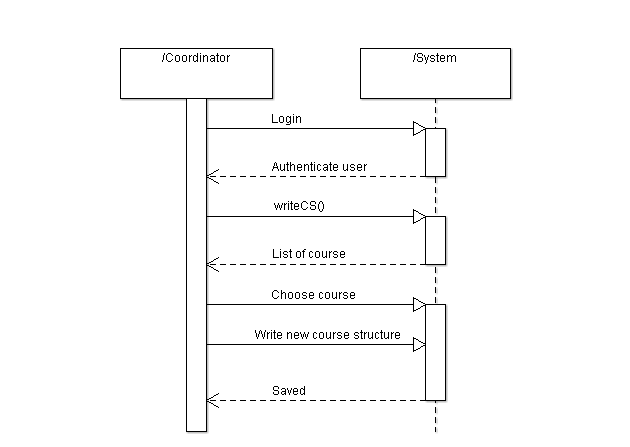 /Coordinator
/System
Login
Authenticate user
writeCS()
List of course
Choose course
Write new course structure
Saved